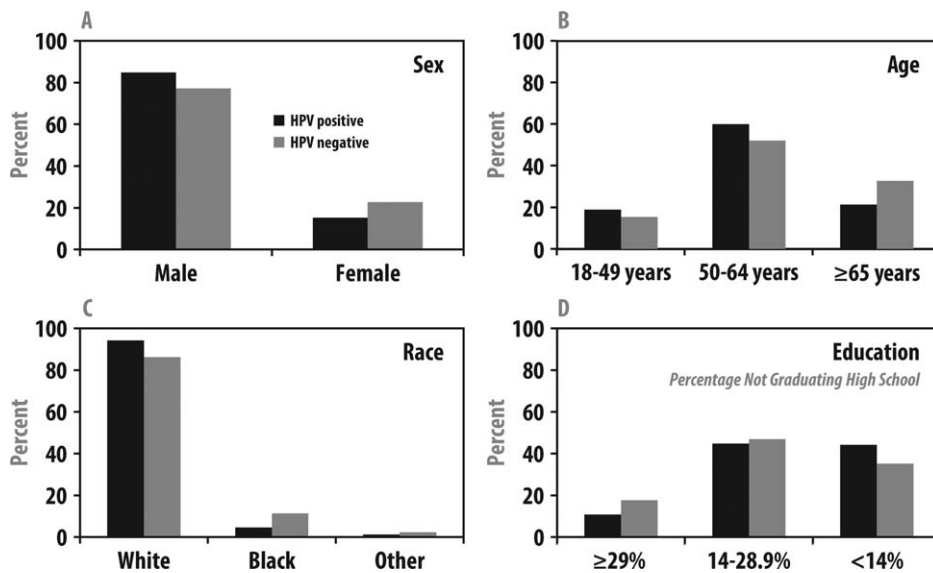 A
100
80
60
40
20
0
Percent
Sex
HPV positive
HPV negative
Male Female
B
100
80
60
40
20
0
Percent
Age
18-49 years 50-64 years ≥65 years
C
100
80
60
40
20
0
Percent
Race
White Black Other
D
100
80
60
40
20
0
Percent
Education
Percentage Not Graduating High School
≥29% 14-28.9% <14%